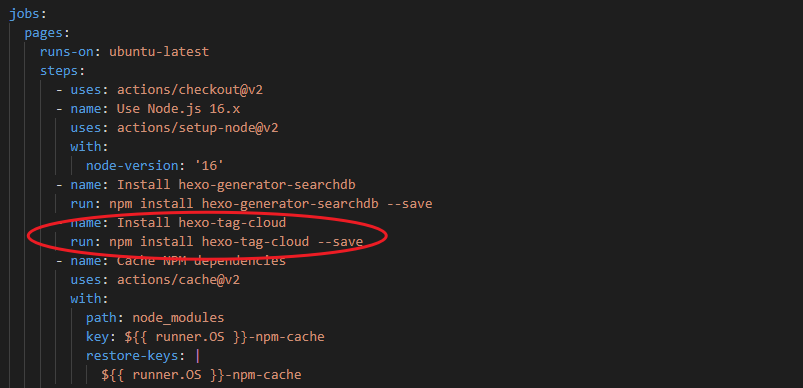 jobs:
  pages:
    runs-on: ubuntu-latest
    steps:
      - uses: actions/checkout@v2
      - name: Use Node.js 16.x
        uses: actions/setup-node@v2
        with:
          node-version: '16'
      - name: Install hexo-generator-searchdb
        run: npm install hexo-generator-searchdb --save
        name: Install hexo-tag-cloud
        run: npm install hexo-tag-cloud --save
      - name: Cache NPM dependencies
        uses: actions/cache@v2
        with:
          path: node_modules
          key: ${{ runner.OS }}-npm-cache
          restore-keys: |
            ${{ runner.OS }}-npm-cache